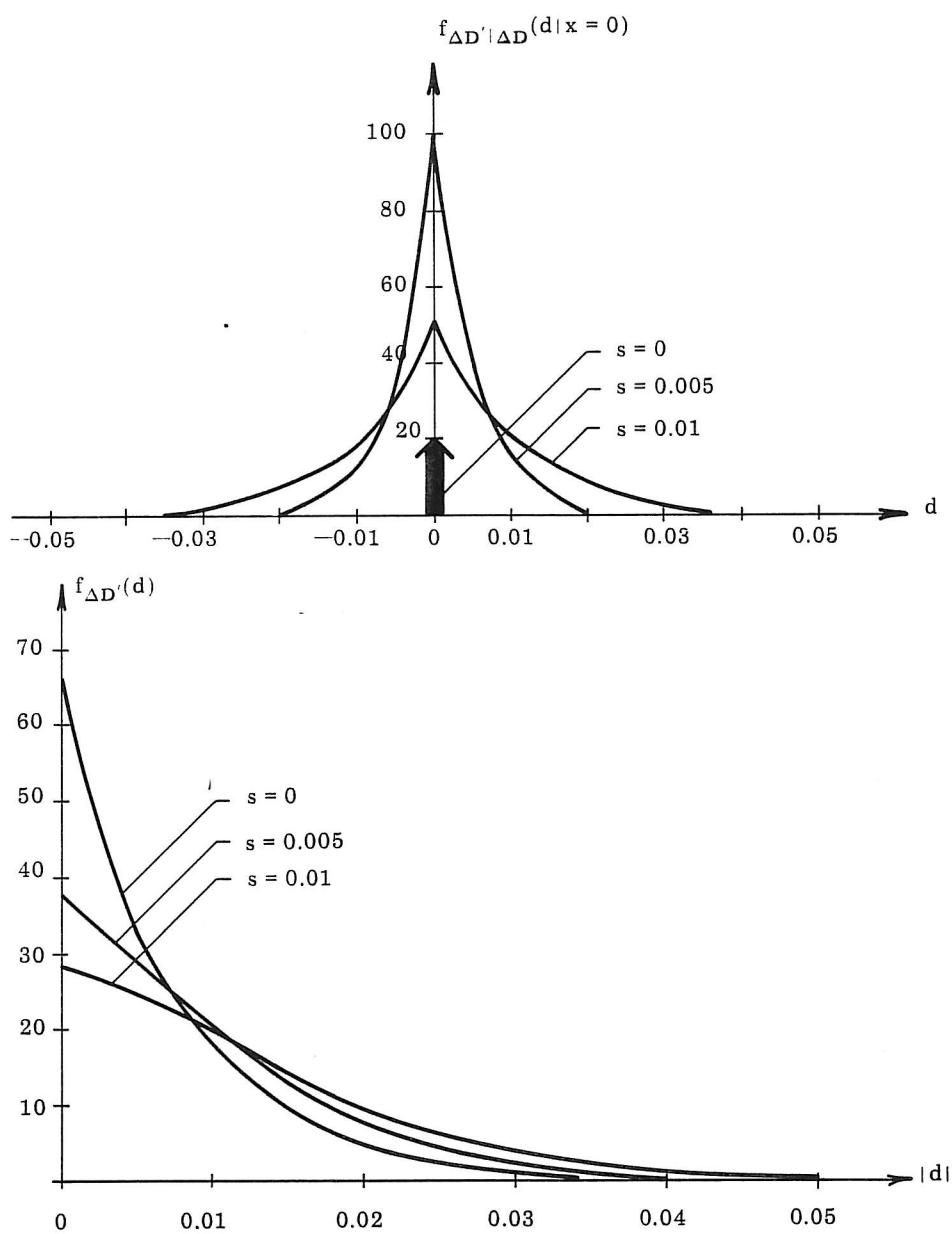 f_{ΔD′|ΔD}(d|x = 0)
100
80
60
40
20
s = 0
s = 0.005
s = 0.01
d
--0.05
—0.03
—0.01
0
0.01
0.03
0.05
f_{ΔD′}(d)
70
60
50
40
30
20
10
s = 0
s = 0.005
s = 0.01
|d|
0
0.01
0.02
0.03
0.04
0.05